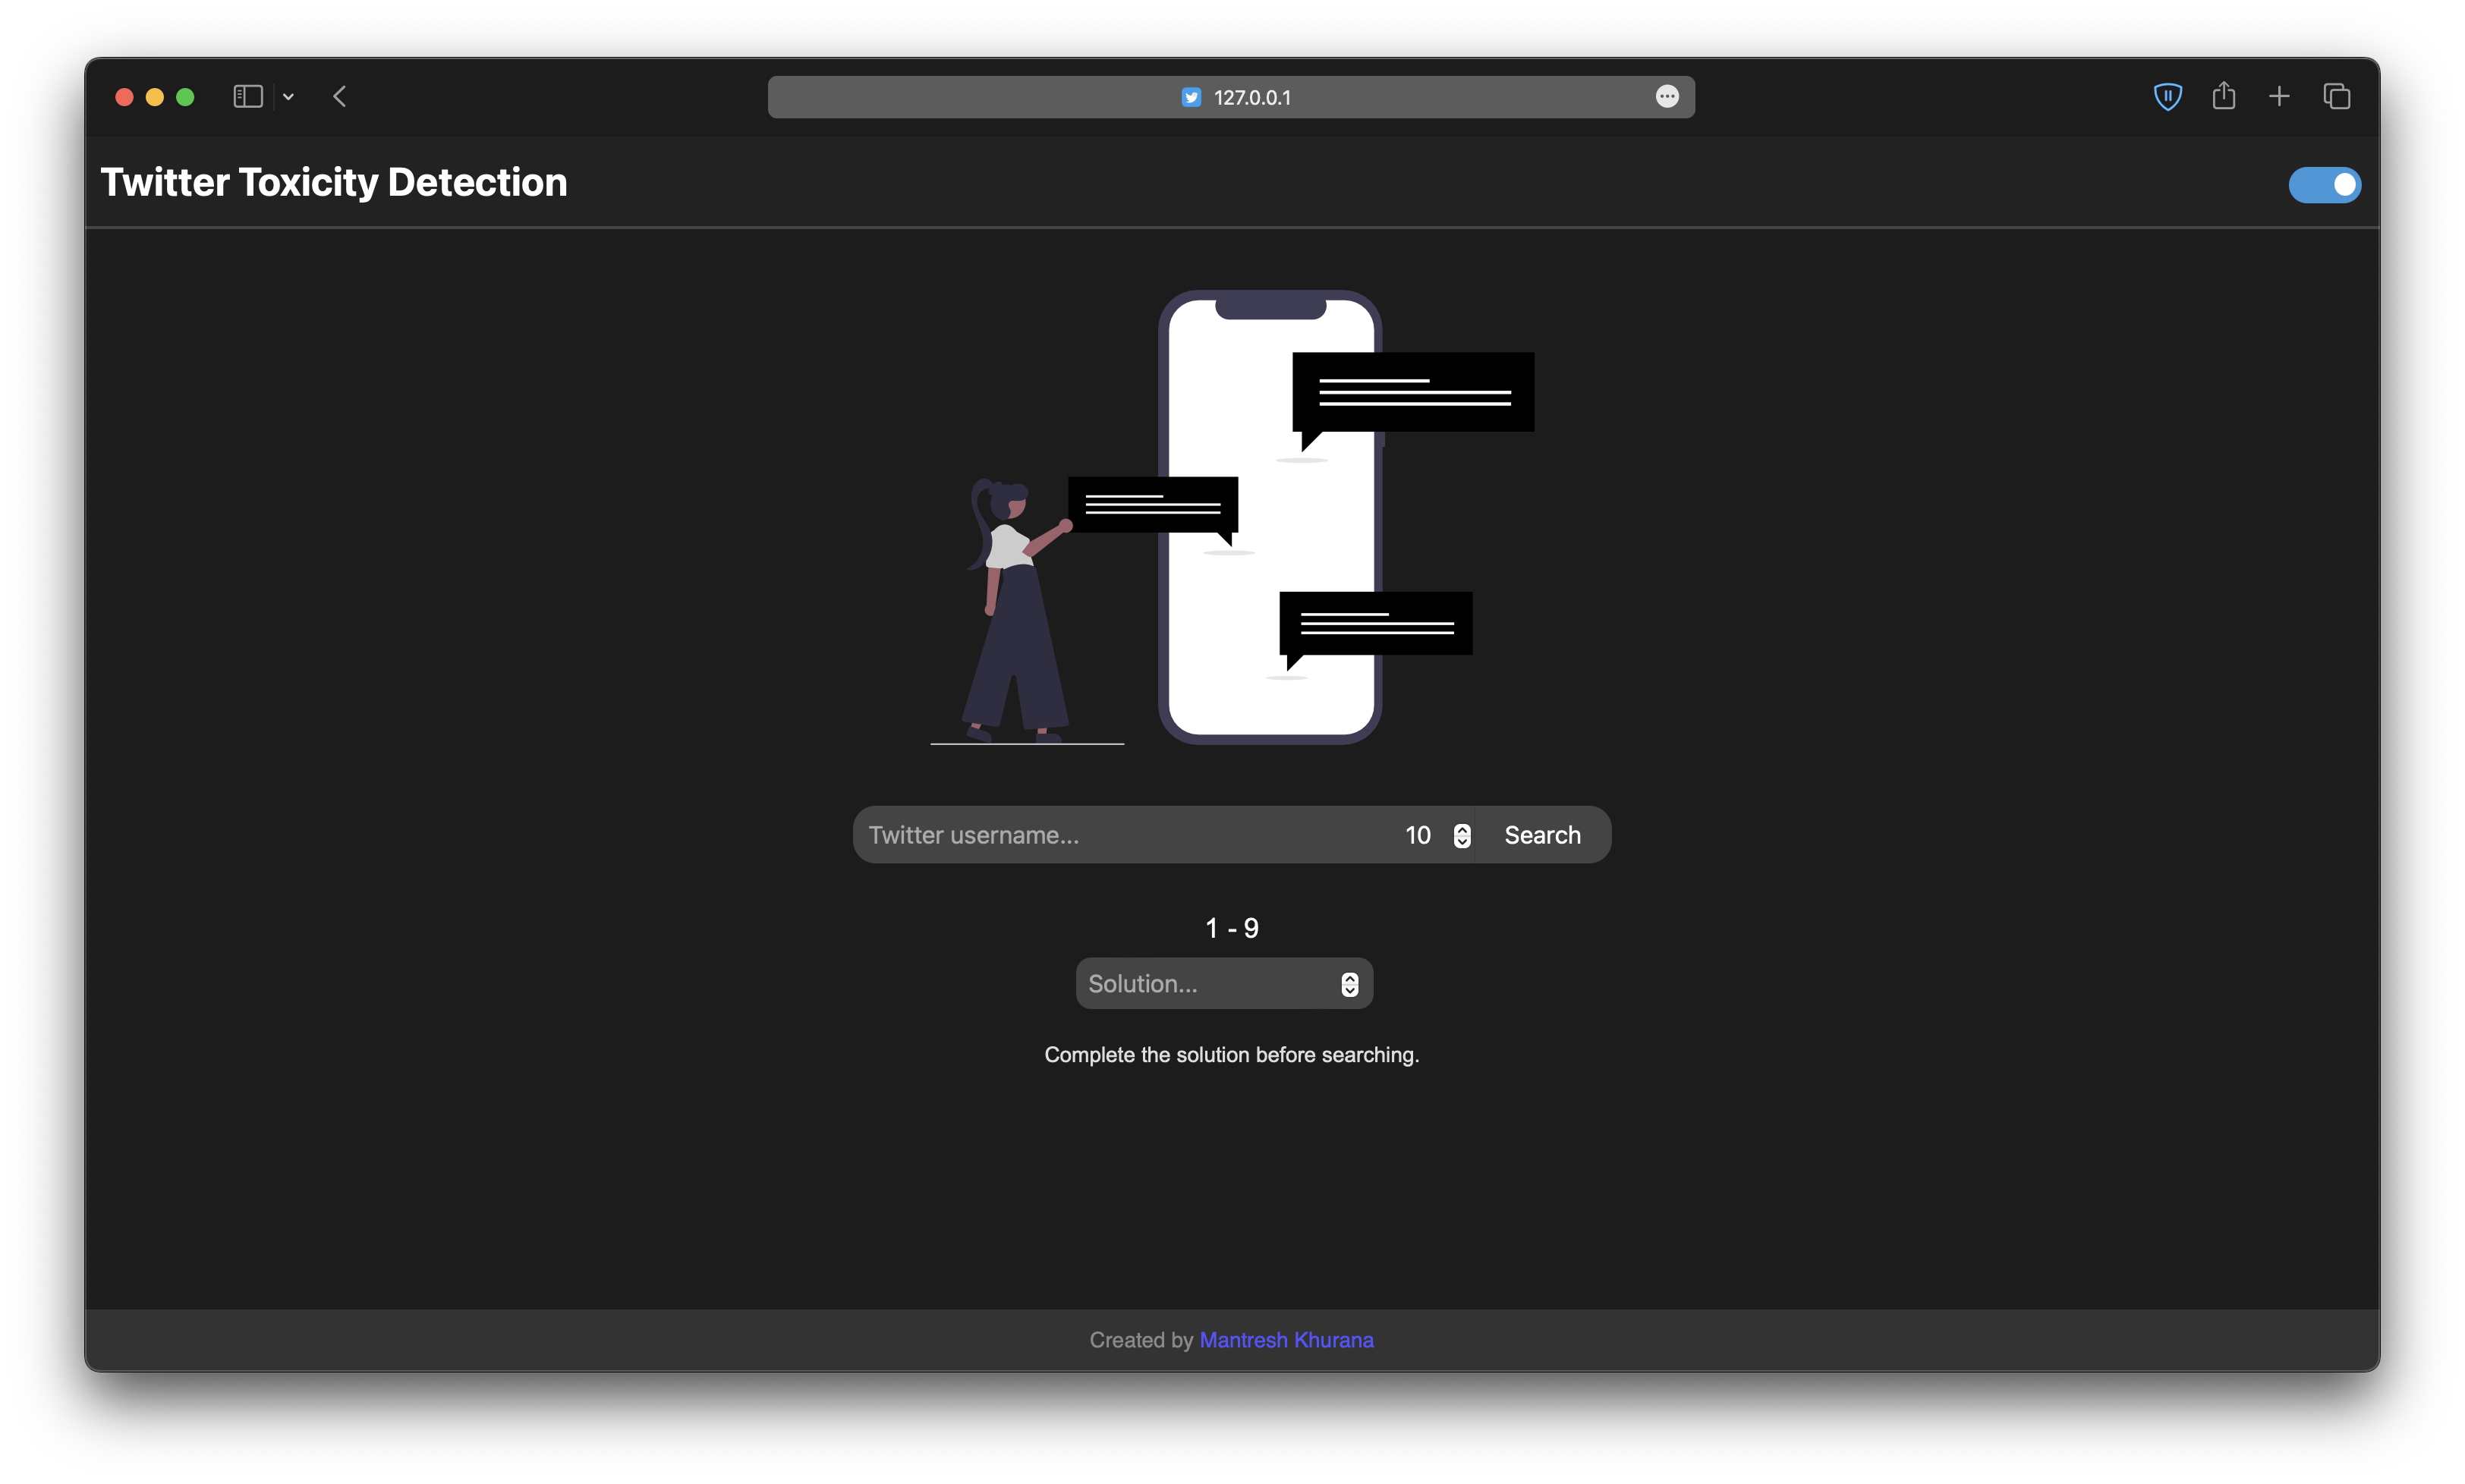 127.0.0.1
Twitter Toxicity Detection
Twitter username...
10
Search
1 - 9
Solution...
Complete the solution before searching.
Created by Mantresh Khurana